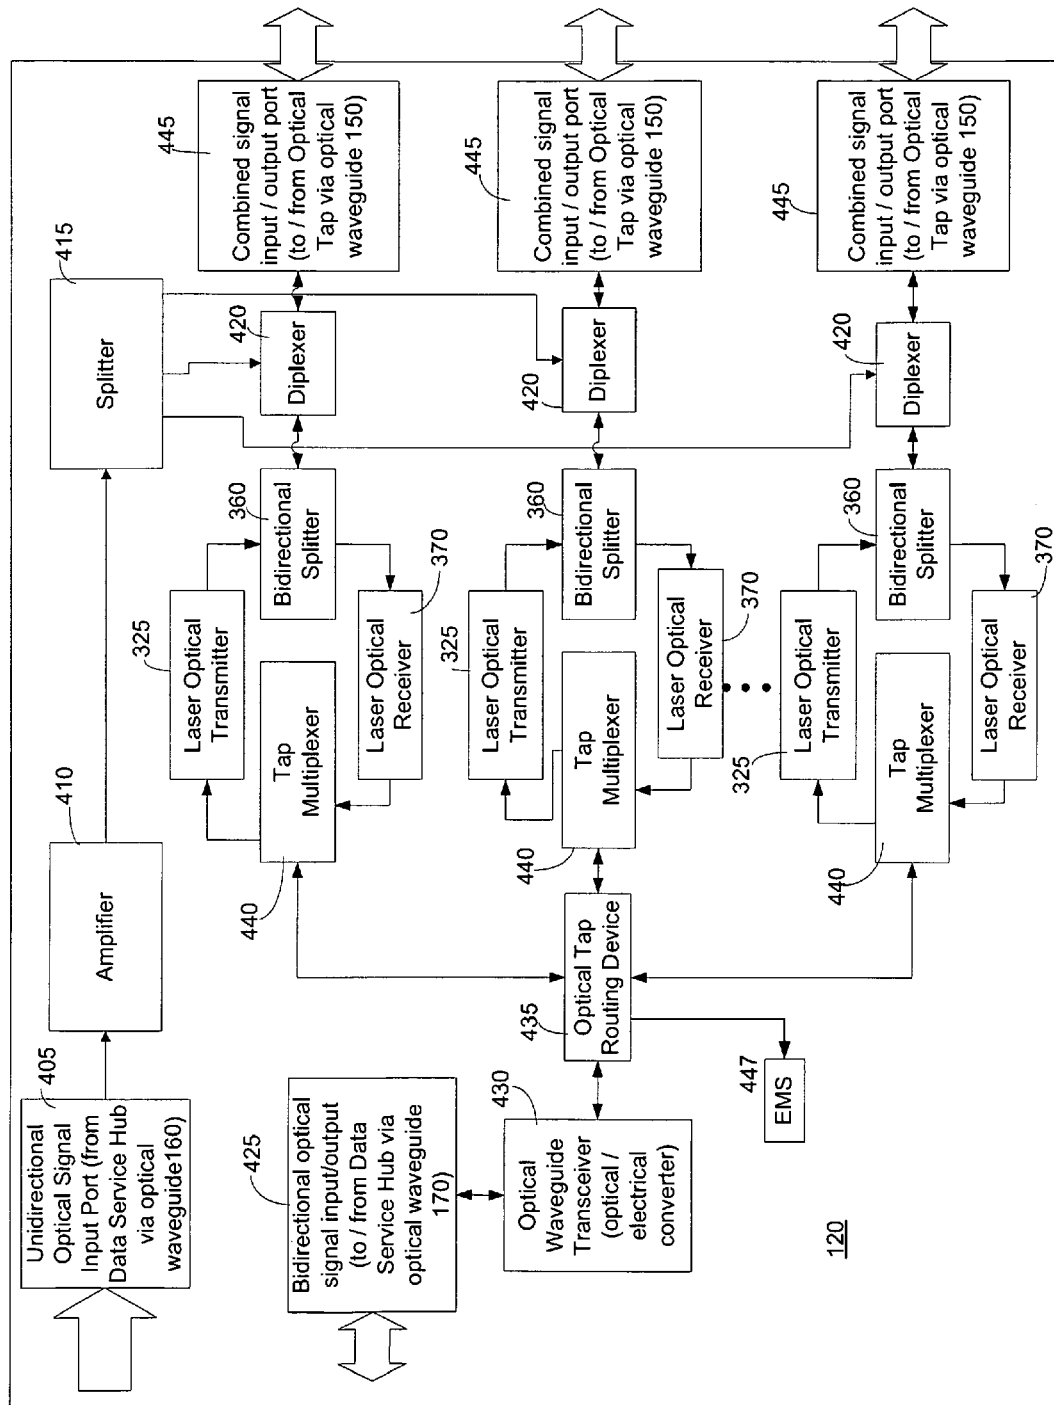 405
Unidirectional
Optical Signal
Input Port (from
Data Service Hub
via optical
waveguide160)
410
Amplifier
415
Splitter
325
Laser Optical
Transmitter
360
Bidirectional
Splitter
420
Diplexer
445
Combined signal
input / output port
(to / from Optical
Tap via optical
waveguide 150)
440
Tap
Multiplexer
Laser Optical
Receiver
370
425
Bidirectional optical
signal input/output
(to / from Data
Service Hub via
optical waveguide
170)
430
Optical
Waveguide
Transceiver
(optical /
electrical
converter)
435
Optical Tap
Routing Device
447
EMS
325
Laser Optical
Transmitter
360
Bidirectional
Splitter
420
Diplexer
445
Combined signal
input / output port
(to / from Optical
Tap via optical
waveguide 150)
440
Tap
Multiplexer
Laser Optical
Receiver
370
325
Laser Optical
Transmitter
360
Bidirectional
Splitter
420
Diplexer
445
Combined signal
input / output port
(to / from Optical
Tap via optical
waveguide 150)
440
Tap
Multiplexer
Laser Optical
Receiver
370
120